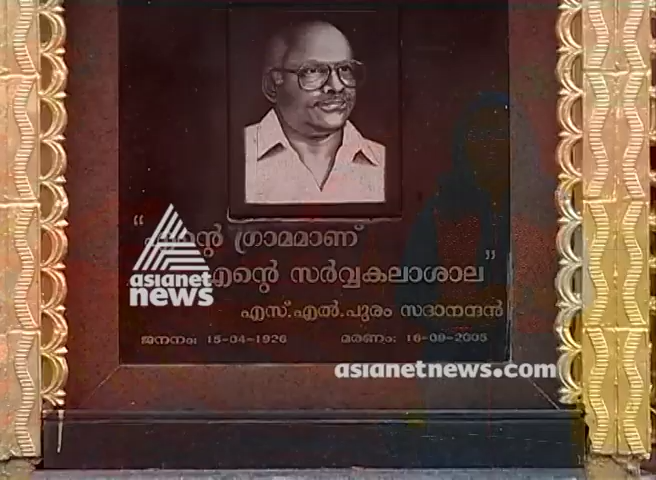 “ എന്റെ ഗ്രാമമാണ്
എന്റെ സർവ്വകലാശാല ”
എസ്.എൽ.പുരം സദാനന്ദൻ
ജനനം: 15-04-1926 മരണം: 16-09-2005
asianet
news
asianetnews.com